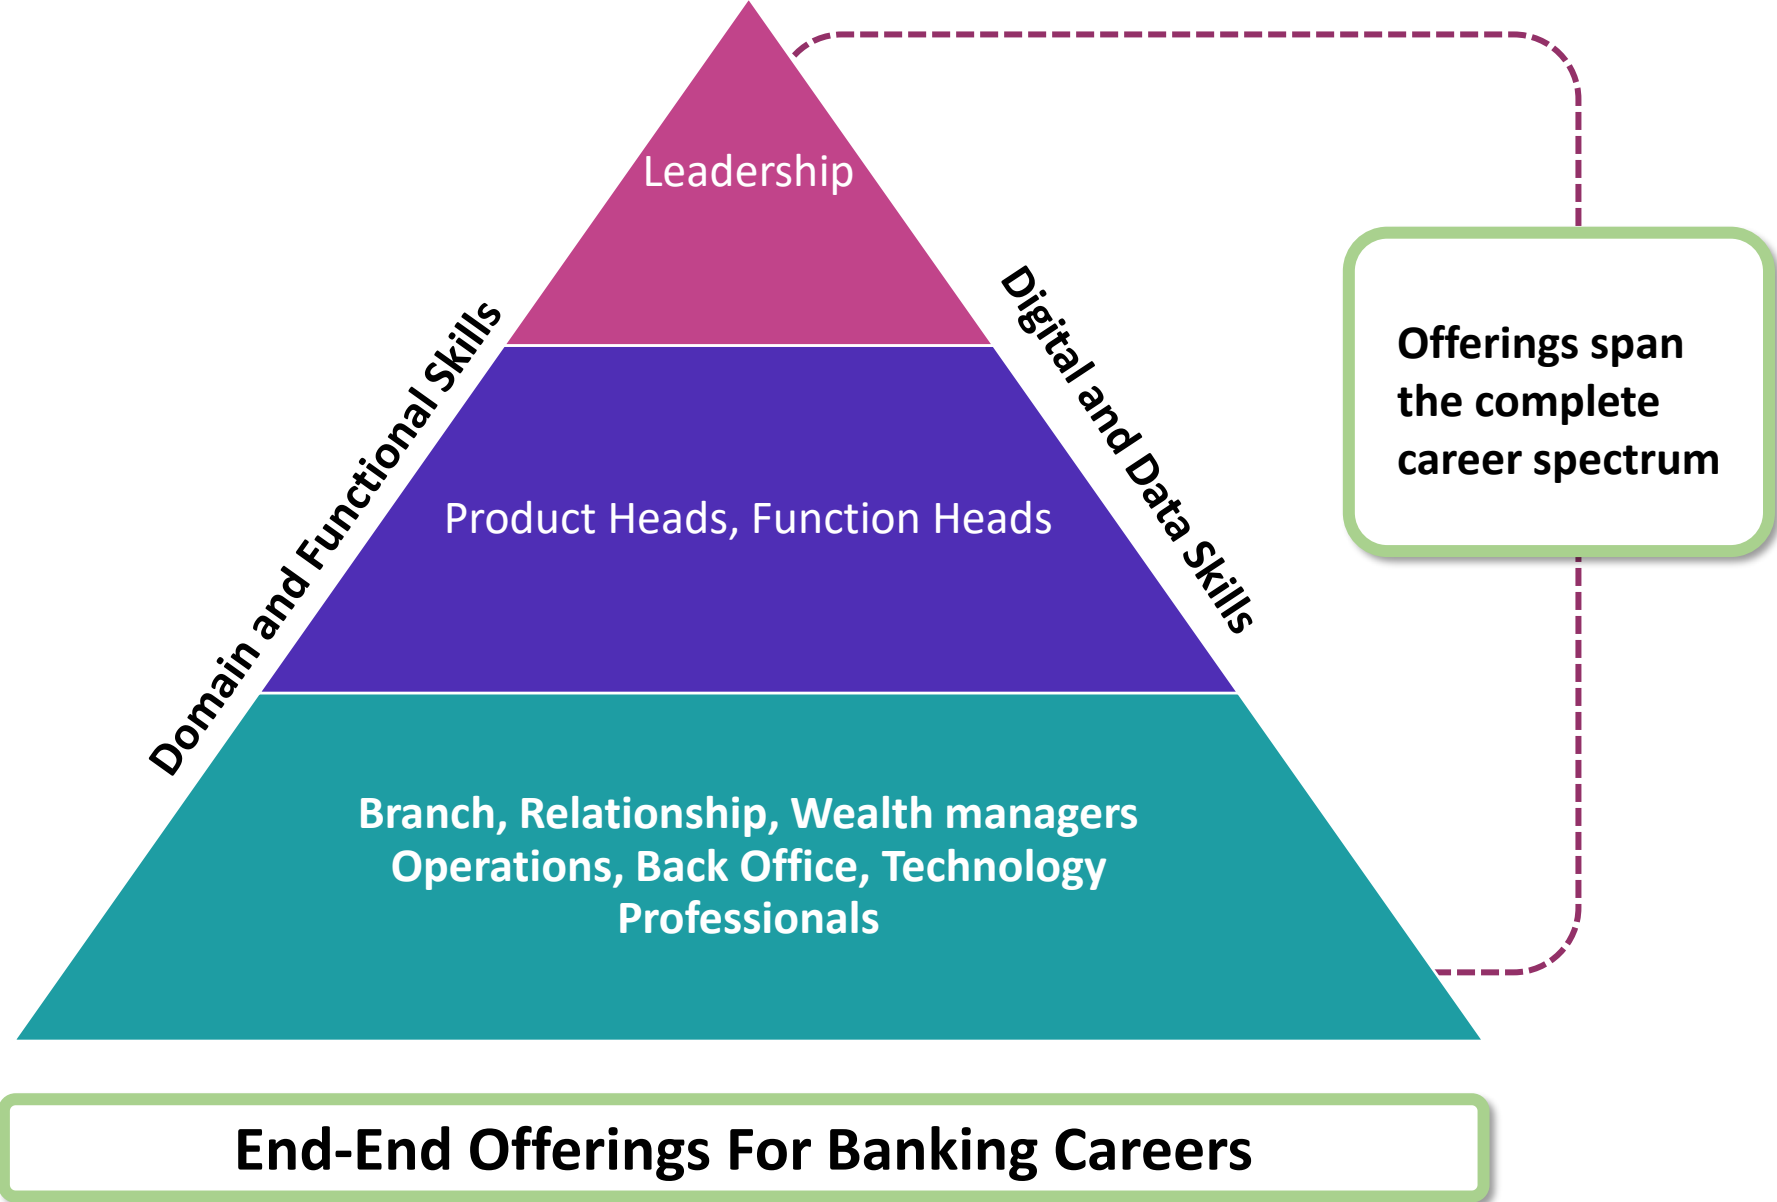 Leadership
Domain and Functional Skills
Digital and Data Skills
Offerings span
the complete
career spectrum
Product Heads, Function Heads
Branch, Relationship, Wealth managers
Operations, Back Office, Technology
Professionals
End-End Offerings For Banking Careers